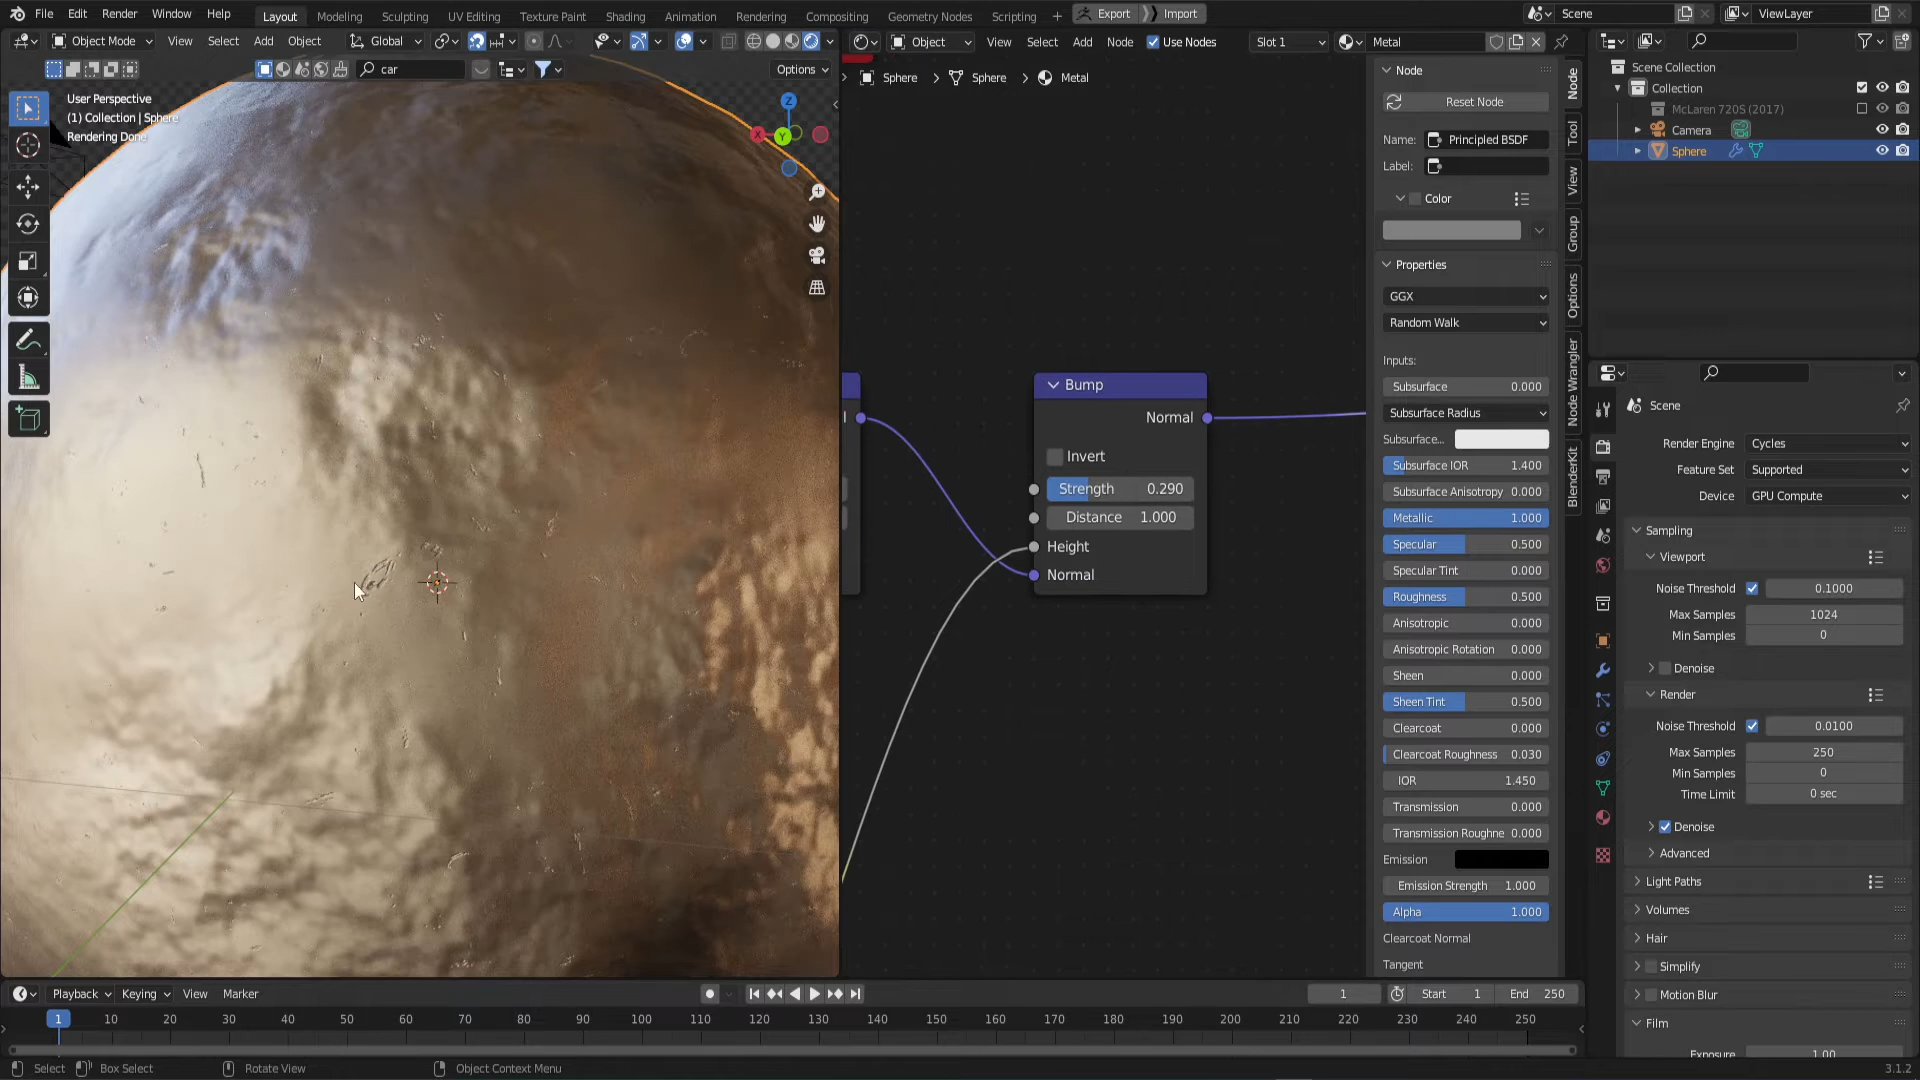 File Edit Render Window Help Layout Modeling Sculpting UV Editing Texture Paint Shading Animation Rendering Compositing Geometry Nodes Scripting Export Import Scene ViewLayer
Object Mode View Select Add Object Global Object View Select Add Node Use Nodes Slot 1 Metal
car Options
Sphere Sphere Metal
User Perspective
(1) Collection | Sphere
Rendering Done
Z
X
Y
Bump
Normal
Invert
Strength 0.290
Distance 1.000
Height
Normal
Node
Reset Node
Name: Principled BSDF
Label:
Color
Properties
GGX
Random Walk
Inputs:
Subsurface 0.000
Subsurface Radius
Subsurface...
Subsurface IOR 1.400
Subsurface Anisotropy 0.000
Metallic 1.000
Specular 0.500
Specular Tint 0.000
Roughness 0.500
Anisotropic 0.000
Anisotropic Rotation 0.000
Sheen 0.000
Sheen Tint 0.500
Clearcoat 0.000
Clearcoat Roughness 0.030
IOR 1.450
Transmission 0.000
Transmission Roughne 0.000
Emission
Emission Strength 1.000
Alpha 1.000
Clearcoat Normal
Tangent
Node
Tool
View
Group
Options
Node Wrangler
BlenderKit
Scene Collection
Collection
McLaren 720S (2017)
Camera
Sphere
Scene
Render Engine Cycles
Feature Set Supported
Device GPU Compute
Sampling
Viewport
Noise Threshold 0.1000
Max Samples 1024
Min Samples 0
Denoise
Render
Noise Threshold 0.0100
Max Samples 250
Min Samples 0
Time Limit 0 sec
Denoise
Advanced
Light Paths
Volumes
Hair
Simplify
Motion Blur
Film
Exposure 1.00
Playback Keying View Marker 1 Start 1 End 250
1 10 20 30 40 50 60 70 80 90 100 110 120 130 140 150 160 170 180 190 200 210 220 230 240 250
Select Box Select Rotate View Object Context Menu 3.1.2